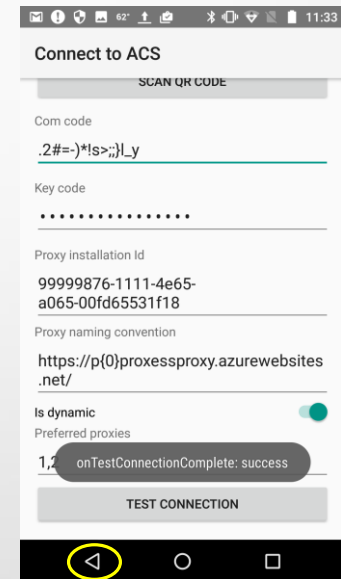 62° 11:33
Connect to ACS
SCAN QR CODE
Com code
.2#=-)*!s>;;}l_y
Key code
••••••••••••••••
Proxy installation Id
99999876-1111-4e65-
a065-00fd65531f18
Proxy naming convention
https://p{0}proxessproxy.azurewebsites
.net/
Is dynamic
Preferred proxies
1,2
onTestConnectionComplete: success
TEST CONNECTION